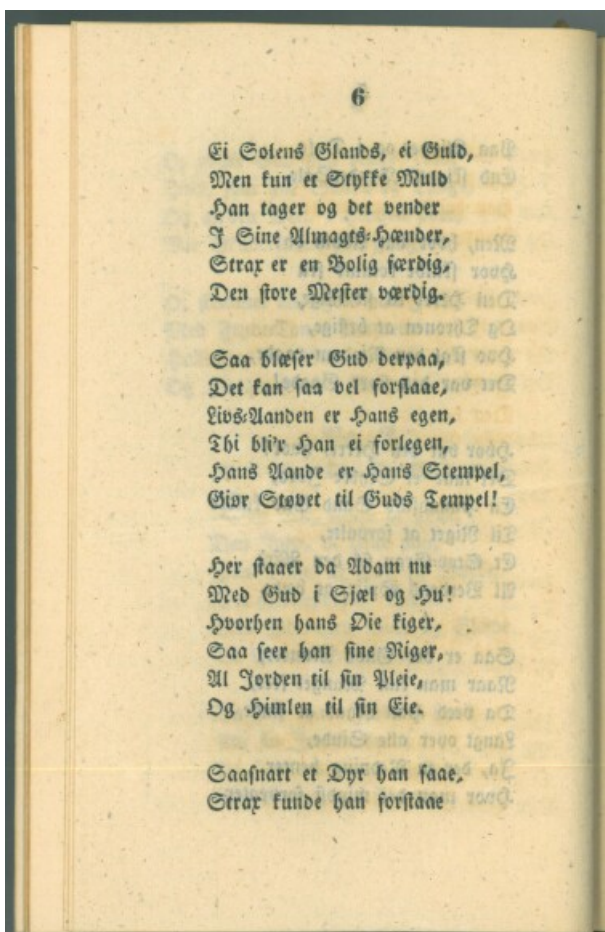 6
Ei Solens Glands, ei Guld,
Men kun et Stykke Muld
Han tager og det vender
I Sine Almagts-Hænder,
Strax er en Bolig færdig,
Den store Mester værdig.
Saa blæser Gud derpaa,
Det kan saa vel forstaae,
Livs-Aanden er Hans egen,
Thi bli'r Han ei forlegen,
Hans Aande er Hans Stempel,
Giør Støvet til Guds Tempel!
Her staaer da Adam nu
Med Gud i Sjæl og Hu!
Hvorhen hans Øie kiger,
Saa seer han sine Riger,
Al Jorden til sin Pleie,
Og Himlen til sin Eie.
Saasnart et Dyr han saae,
Strax kunde han forstaae